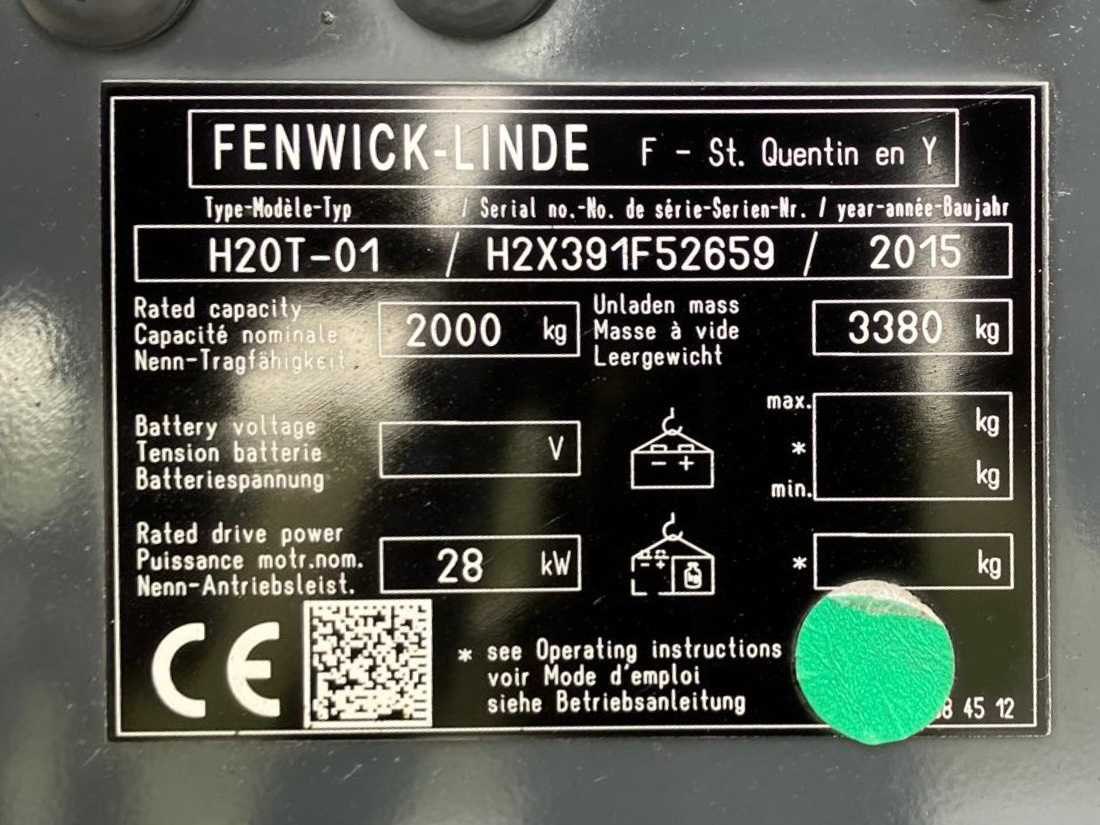 FENWICK-LINDE F - St. Quentin en Y
Type-Modèle-Typ / Serial no.-No. de série-Serien-Nr. / year-année-Baujahr
H20T-01 / H2X391F52659 / 2015
Rated capacity
Capacité nominale
Nenn-Tragfähigkeit
2000 kg
Unladen mass
Masse à vide
Leergewicht
3380 kg
Battery voltage
Tension batterie
Batteriespannung
V
- +
max.
*
min.
kg
kg
Rated drive power
Puissance motr.nom.
Nenn-Antriebsleist.
28 kW
- +
kg
* kg
CE
* see Operating instructions
voir Mode d'emploi
siehe Betriebsanleitung
45 12